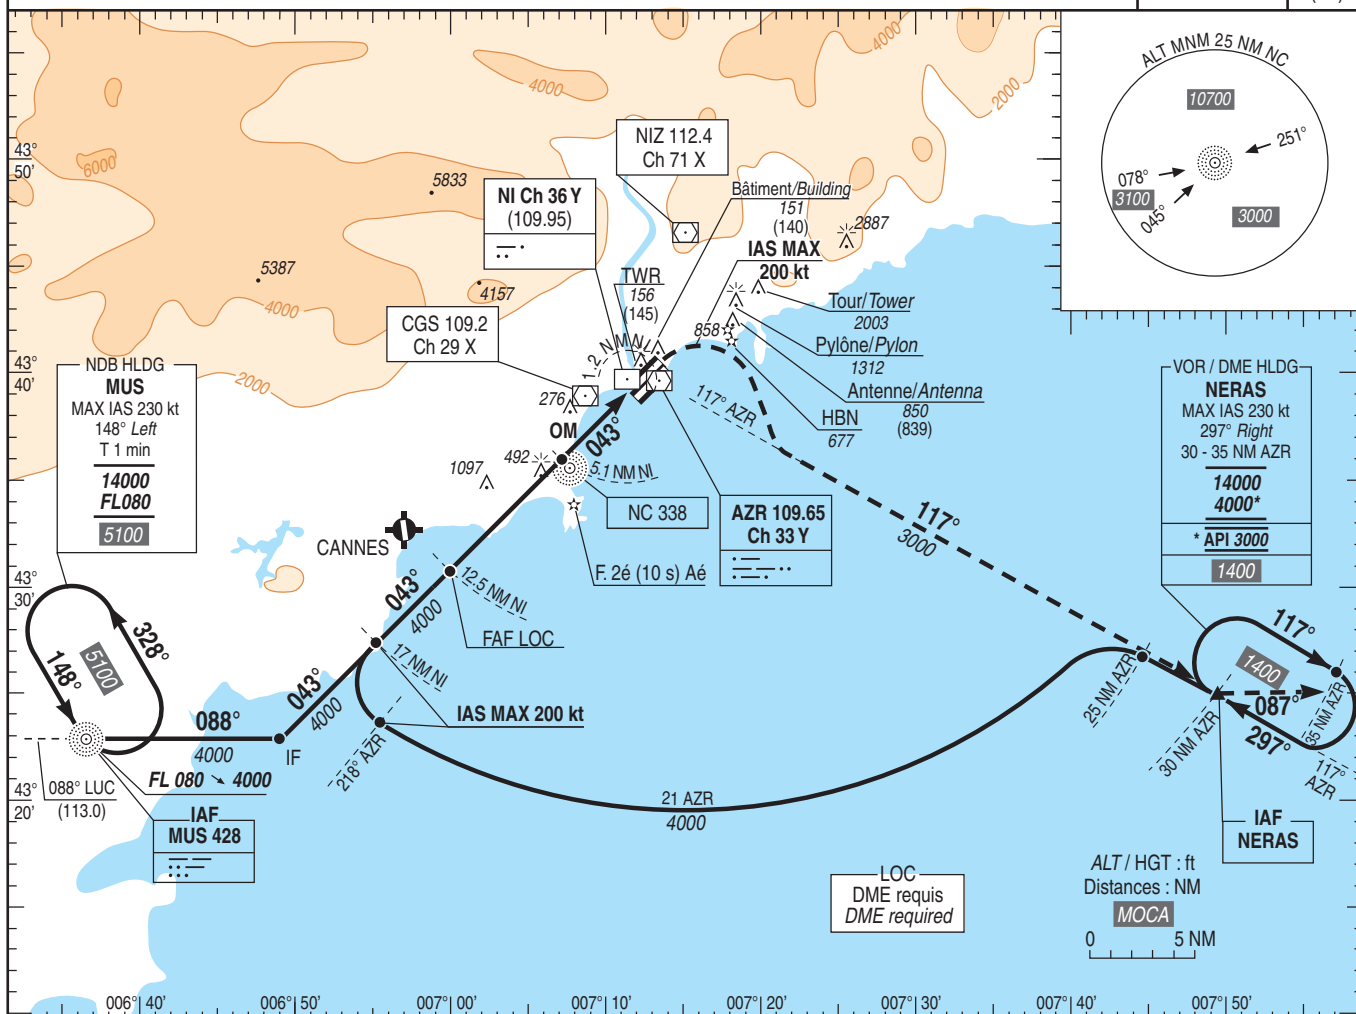 4000
2000
ALT MNM 25 NM NC
10700
251°
078°
3100
045°
3000
4000
6000
5833
5387
4000
4157
2000
43°
50'
43°
40'
43°
30'
43°
20'
NIZ 112.4
Ch 71 X
NI Ch 36 Y
(109.95)
Bâtiment/Building
151
(140)
IAS MAX
200 kt
2887
TWR
156
(145)
CGS 109.2
Ch 29 X
1.2 NM NI
858
Tour/Tower
2003
Pylône/Pylon
1312
Antenne/Antenna
850
(839)
HBN
677
117° AZR
276
OM
043°
492
1097
5.1 NM NI
NC 338
AZR 109.65
Ch 33 Y
F. 2é (10 s) Aé
CANNES
NDB HLDG
MUS
MAX IAS 230 kt
148° Left
T 1 min
14000
FL080
5100
VOR / DME HLDG
NERAS
MAX IAS 230 kt
297° Right
30 - 35 NM AZR
14000
4000*
* API 3000
1400
117°
3000
043°
4000
12.5 NM NI
FAF LOC
17 NM NI
IAS MAX 200 kt
043°
4000
148°
5100
328°
088°
4000
IF
218° AZR
088° LUC
(113.0)
FL 080 ↘ 4000
IAF
MUS 428
21 AZR
4000
25 NM AZR
30 NM AZR
117°
1400
087°
297°
35 NM AZR
117°
AZR
IAF
NERAS
LOC
DME requis
DME required
ALT / HGT : ft
Distances : NM
MOCA
0 5 NM
006° 40' 006° 50' 007° 00' 007° 10' 007° 20' 007° 30' 007° 40' 007° 50'